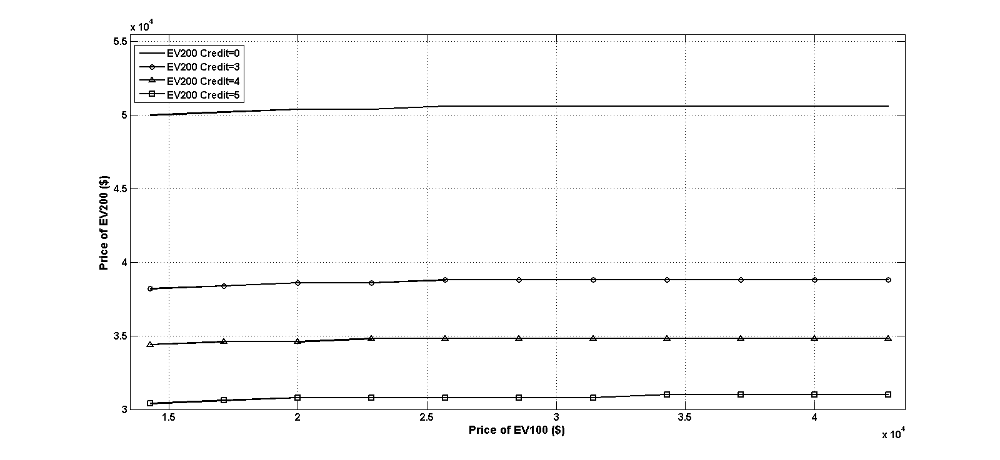 x 10^4
5.5
5
4.5
4
3.5
3
EV200 Credit=0
EV200 Credit=3
EV200 Credit=4
EV200 Credit=5
Price of EV200 ($)
1.5
2
2.5
3
3.5
4
Price of EV100 ($)
x 10^4